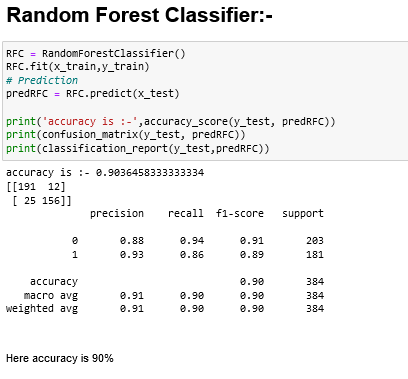 Random Forest Classifier:-
RFC = RandomForestClassifier()
RFC.fit(x_train,y_train)
# Prediction
predRFC = RFC.predict(x_test)
print('accuracy is :-',accuracy_score(y_test, predRFC))
print(confusion_matrix(y_test, predRFC))
print(classification_report(y_test,predRFC))
accuracy is :- 0.9036458333333334
[[191  12]
 [ 25 156]]
              precision    recall  f1-score   support
           0       0.88      0.94      0.91       203
           1       0.93      0.86      0.89       181
    accuracy                           0.90       384
   macro avg       0.91      0.90      0.90       384
weighted avg       0.91      0.90      0.90       384
Here accuracy is 90%